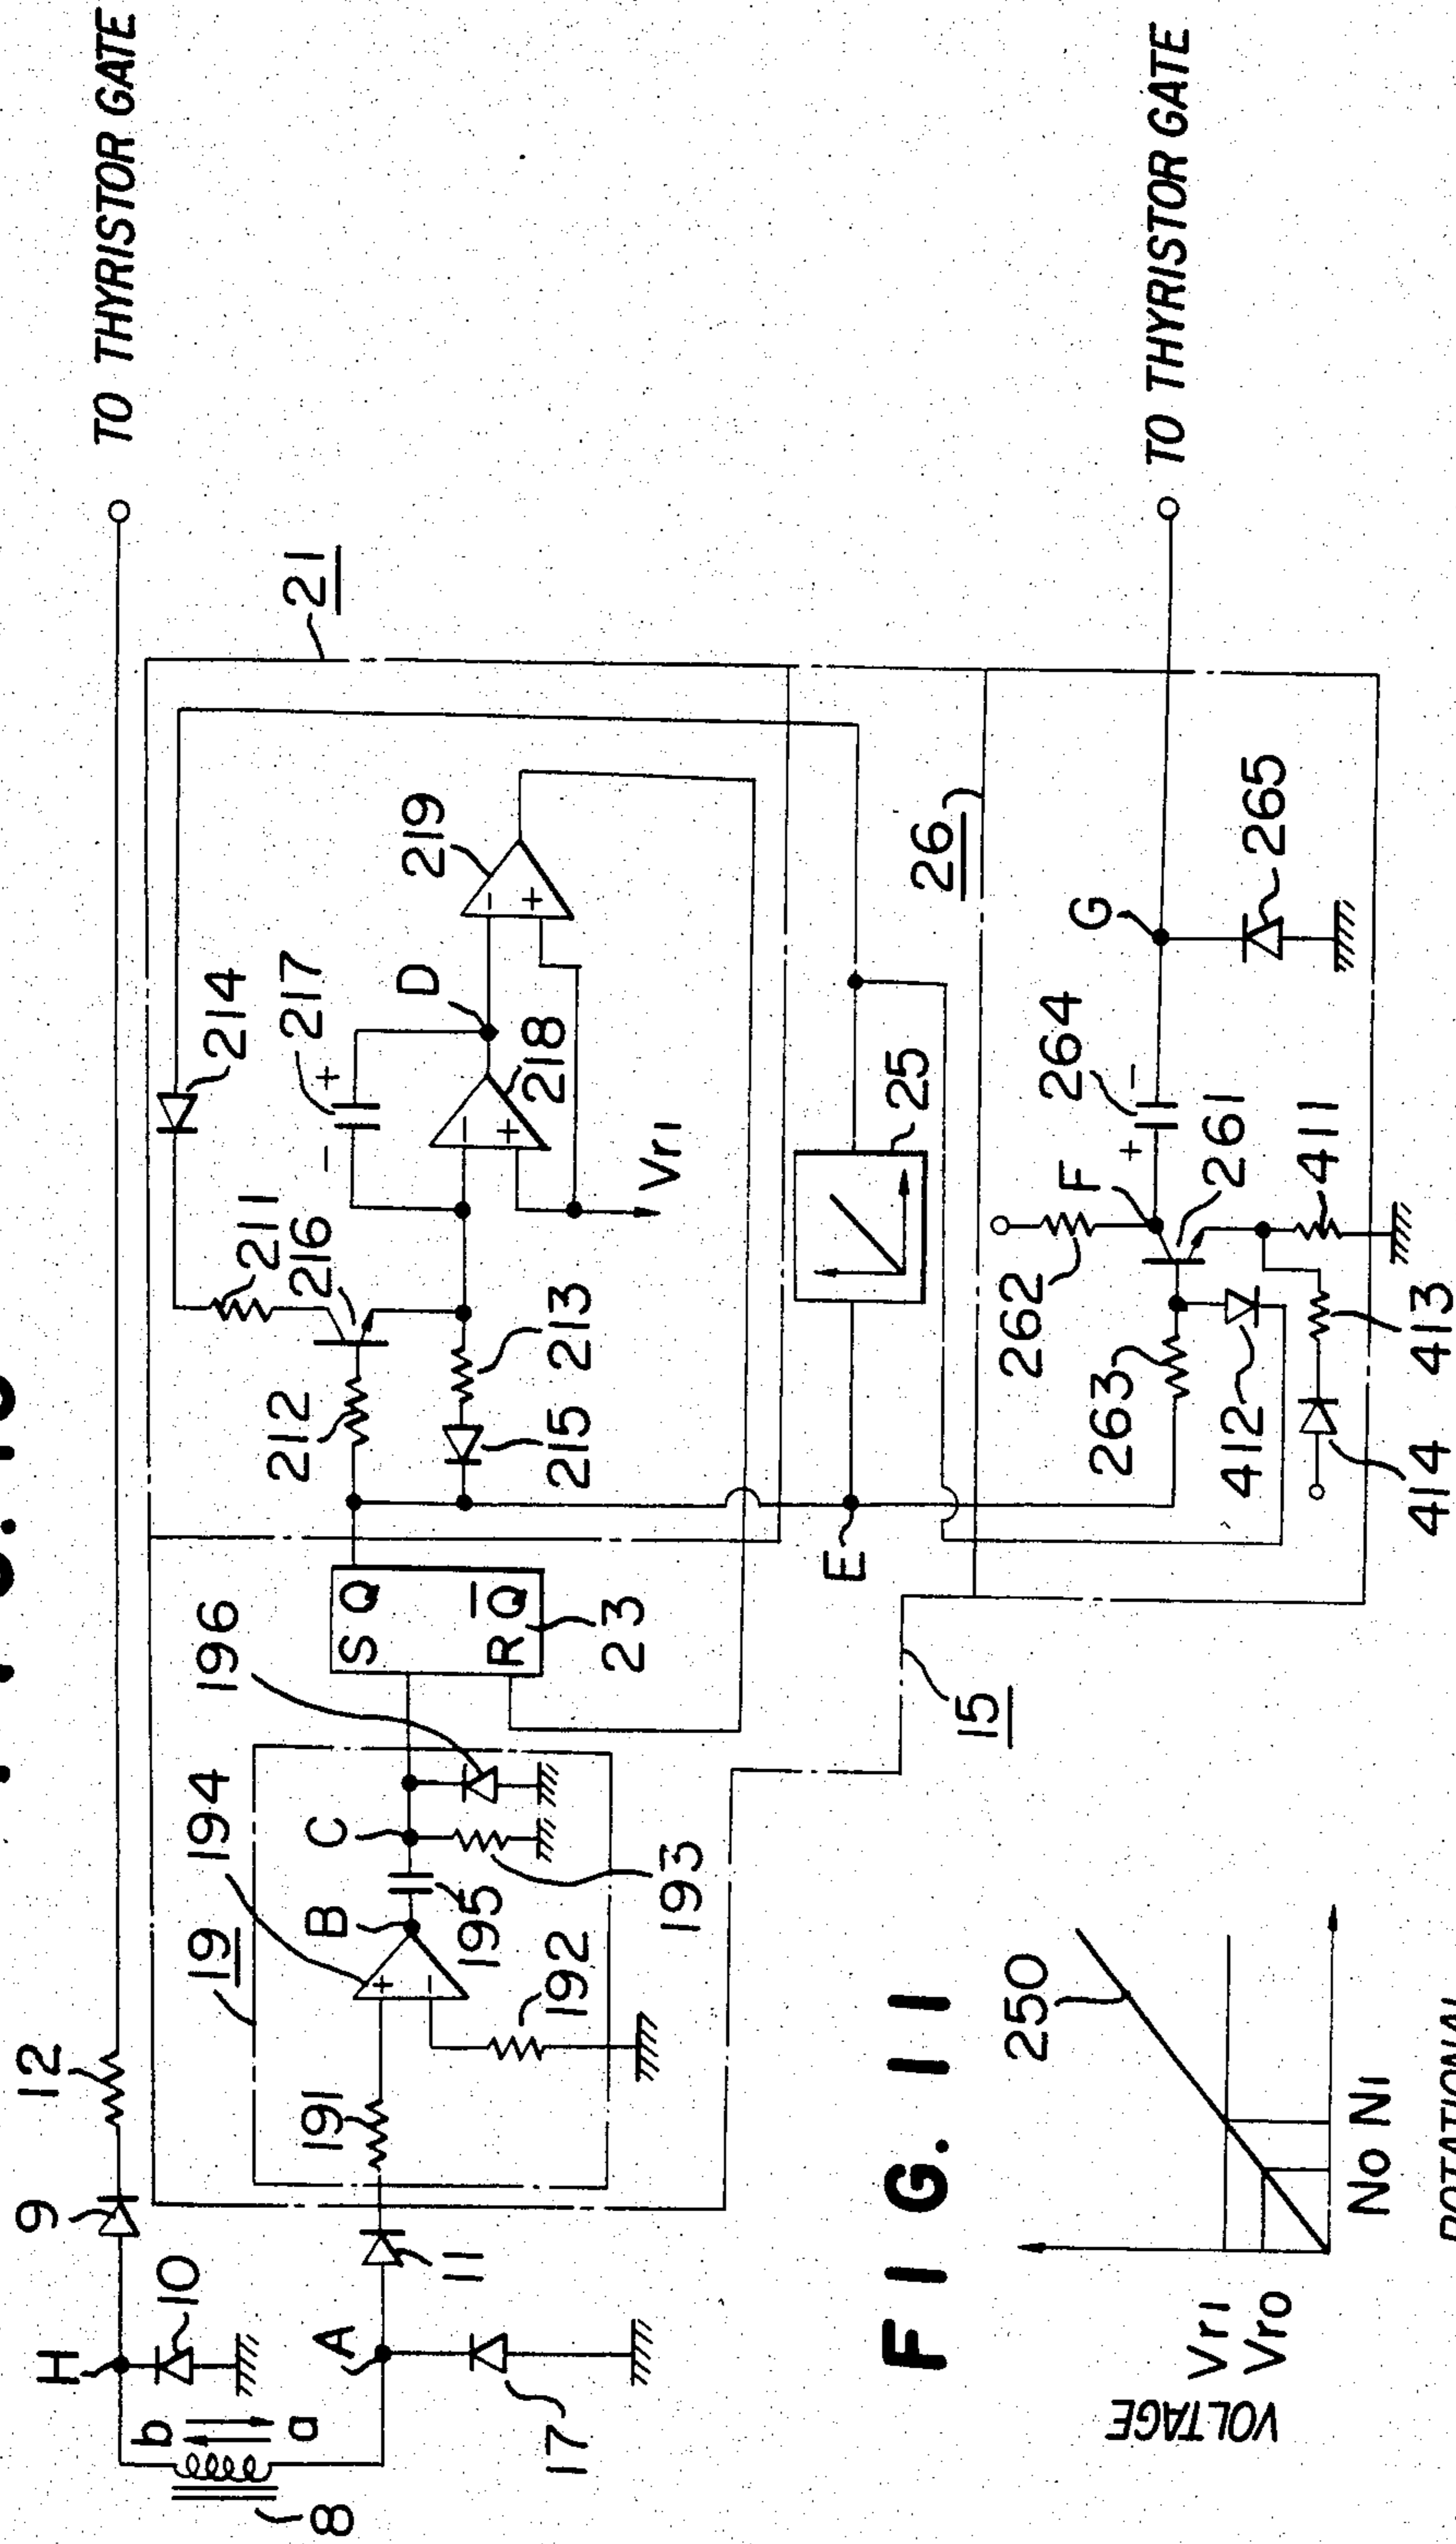 TO THYRISTOR GATE
12
9
H
10
b
a
8
A
11
17
19
191
192
194
+
−
B
195
C
193
196
S Q
R Q̅
23
21
212
211
216
214
213
215
217
−
+
D
218
−
+
219
−
+
Vr1
E
25
26
15
262
F
263
261
264
+
−
G
265
411
412
413
414
TO THYRISTOR GATE
FIG. 11
250
VOLTAGE
Vr1
Vr0
No N1